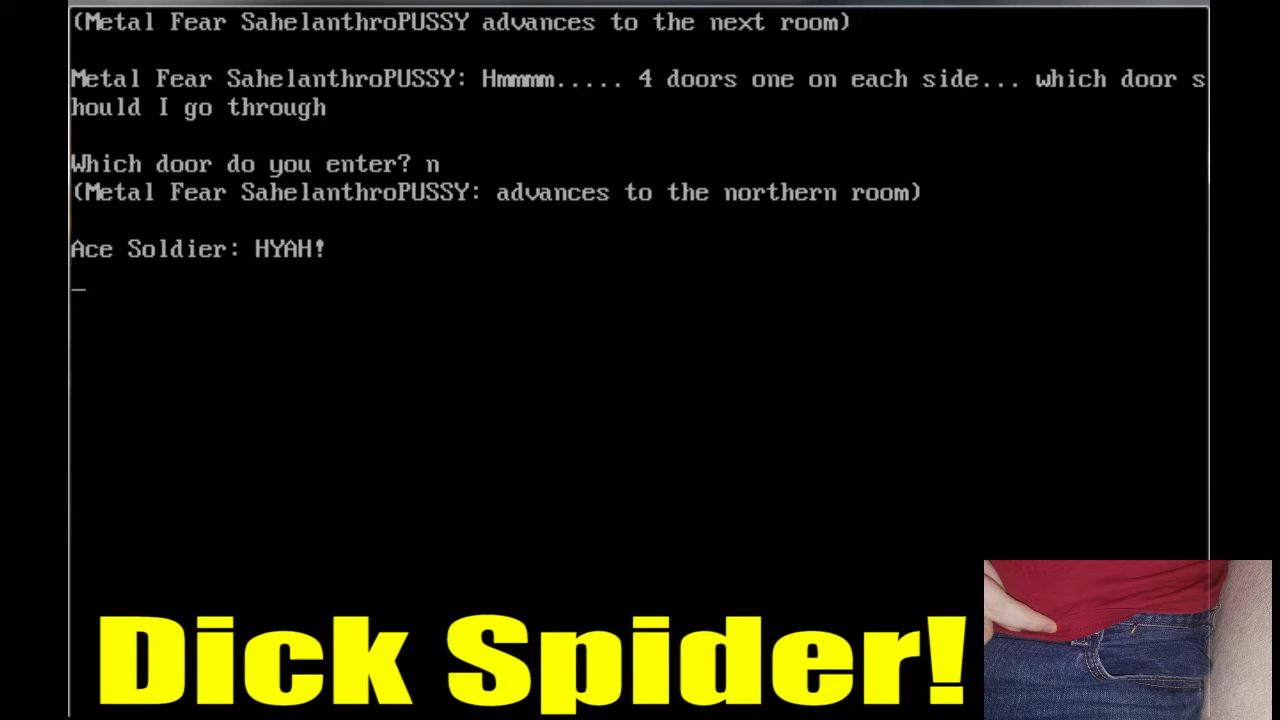 (Metal Fear SahelanthroPUSSY advances to the next room)
Metal Fear SahelanthroPUSSY: Hmmmm..... 4 doors one on each side... which door s
hould I go through
Which door do you enter? n
(Metal Fear SahelanthroPUSSY: advances to the northern room)
Ace Soldier: HYAH!
_
Dick Spider!